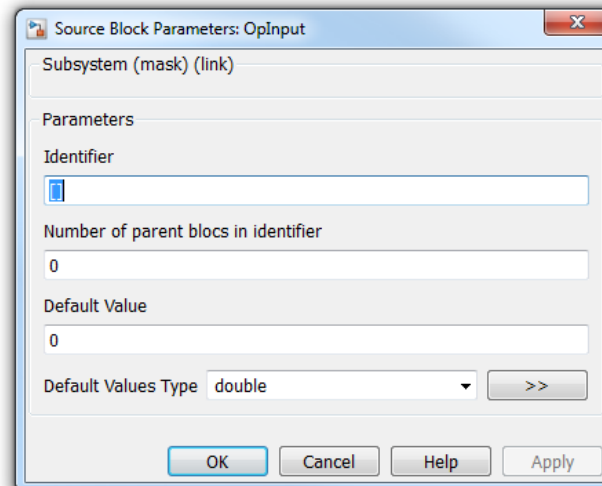 Source Block Parameters: OpInput
Subsystem (mask) (link)
Parameters
Identifier
[]
Number of parent blocs in identifier
0
Default Value
0
Default Values Type double >>
OK Cancel Help Apply